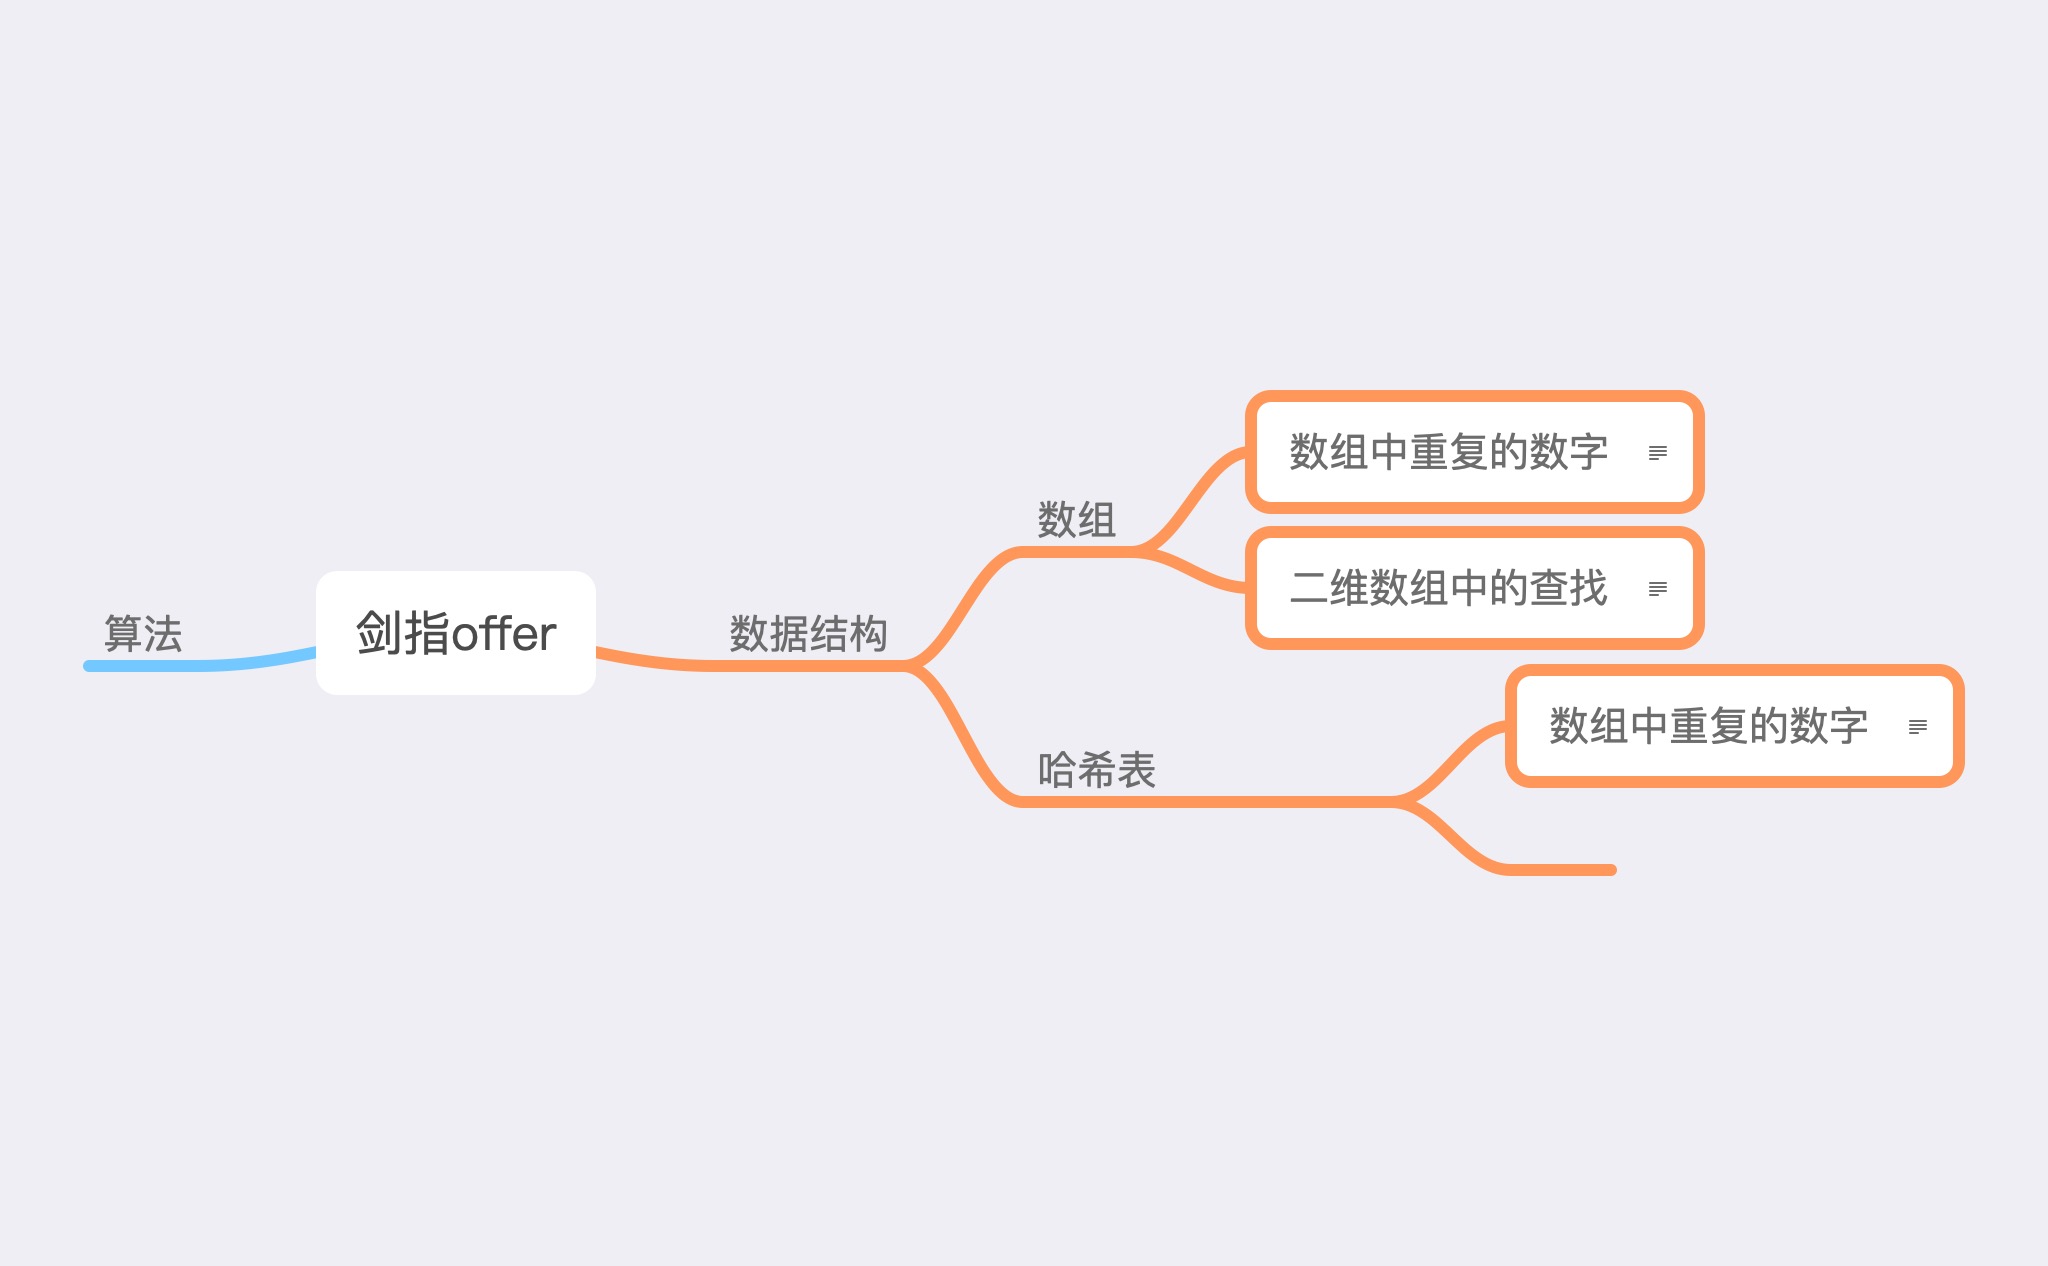 算法
剑指offer
数据结构
数组
数组中重复的数字
二维数组中的查找
哈希表
数组中重复的数字